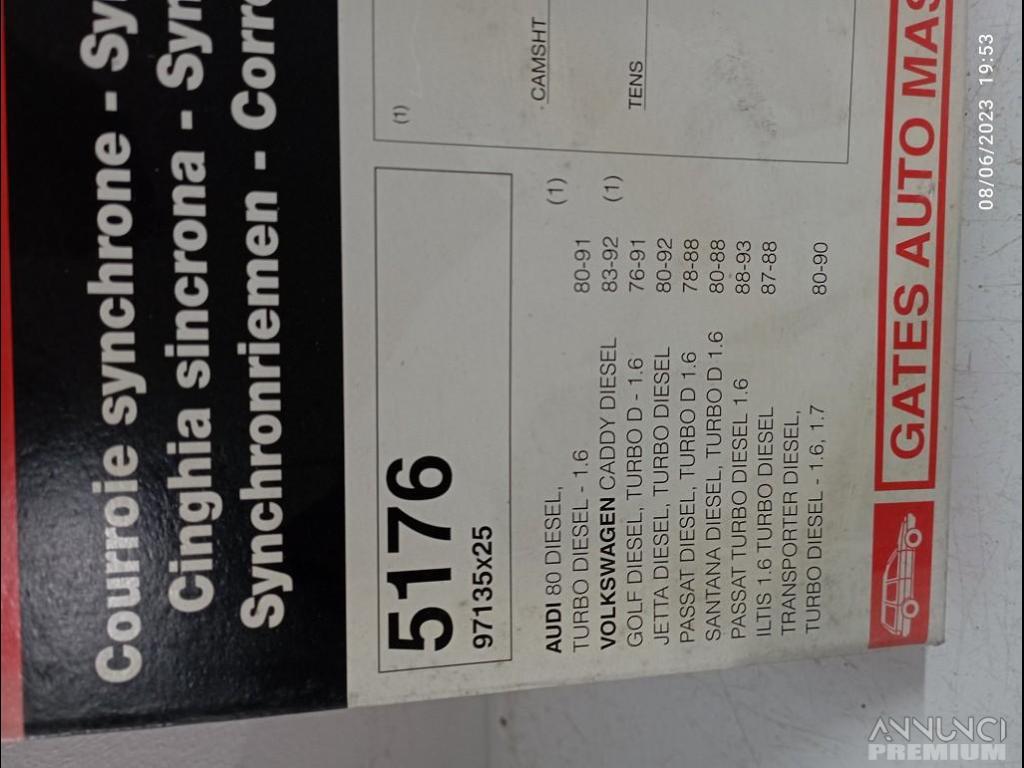 Courroie synchrone -
Cinghia sincrona -
Synchronriemen -
5176
97135x25
AUDI 80 DIESEL,
TURBO DIESEL - 1.6 80-91 (1)
VOLKSWAGEN CADDY DIESEL 83-92 (1)
GOLF DIESEL, TURBO D - 1.6 76-91
JETTA DIESEL, TURBO DIESEL 80-92
PASSAT DIESEL, TURBO D 1.6 78-88
SANTANA DIESEL, TURBO D 1.6 80-88
PASSAT TURBO DIESEL 1.6 88-93
ILTIS 1.6 TURBO DIESEL 87-88
TRANSPORTER DIESEL,
TURBO DIESEL - 1.6, 1.7 80-90
(1)
CAMSHT
TENS
GATES AUTO
08/06/2023 19:53
ANNUNCI
PREMIUM